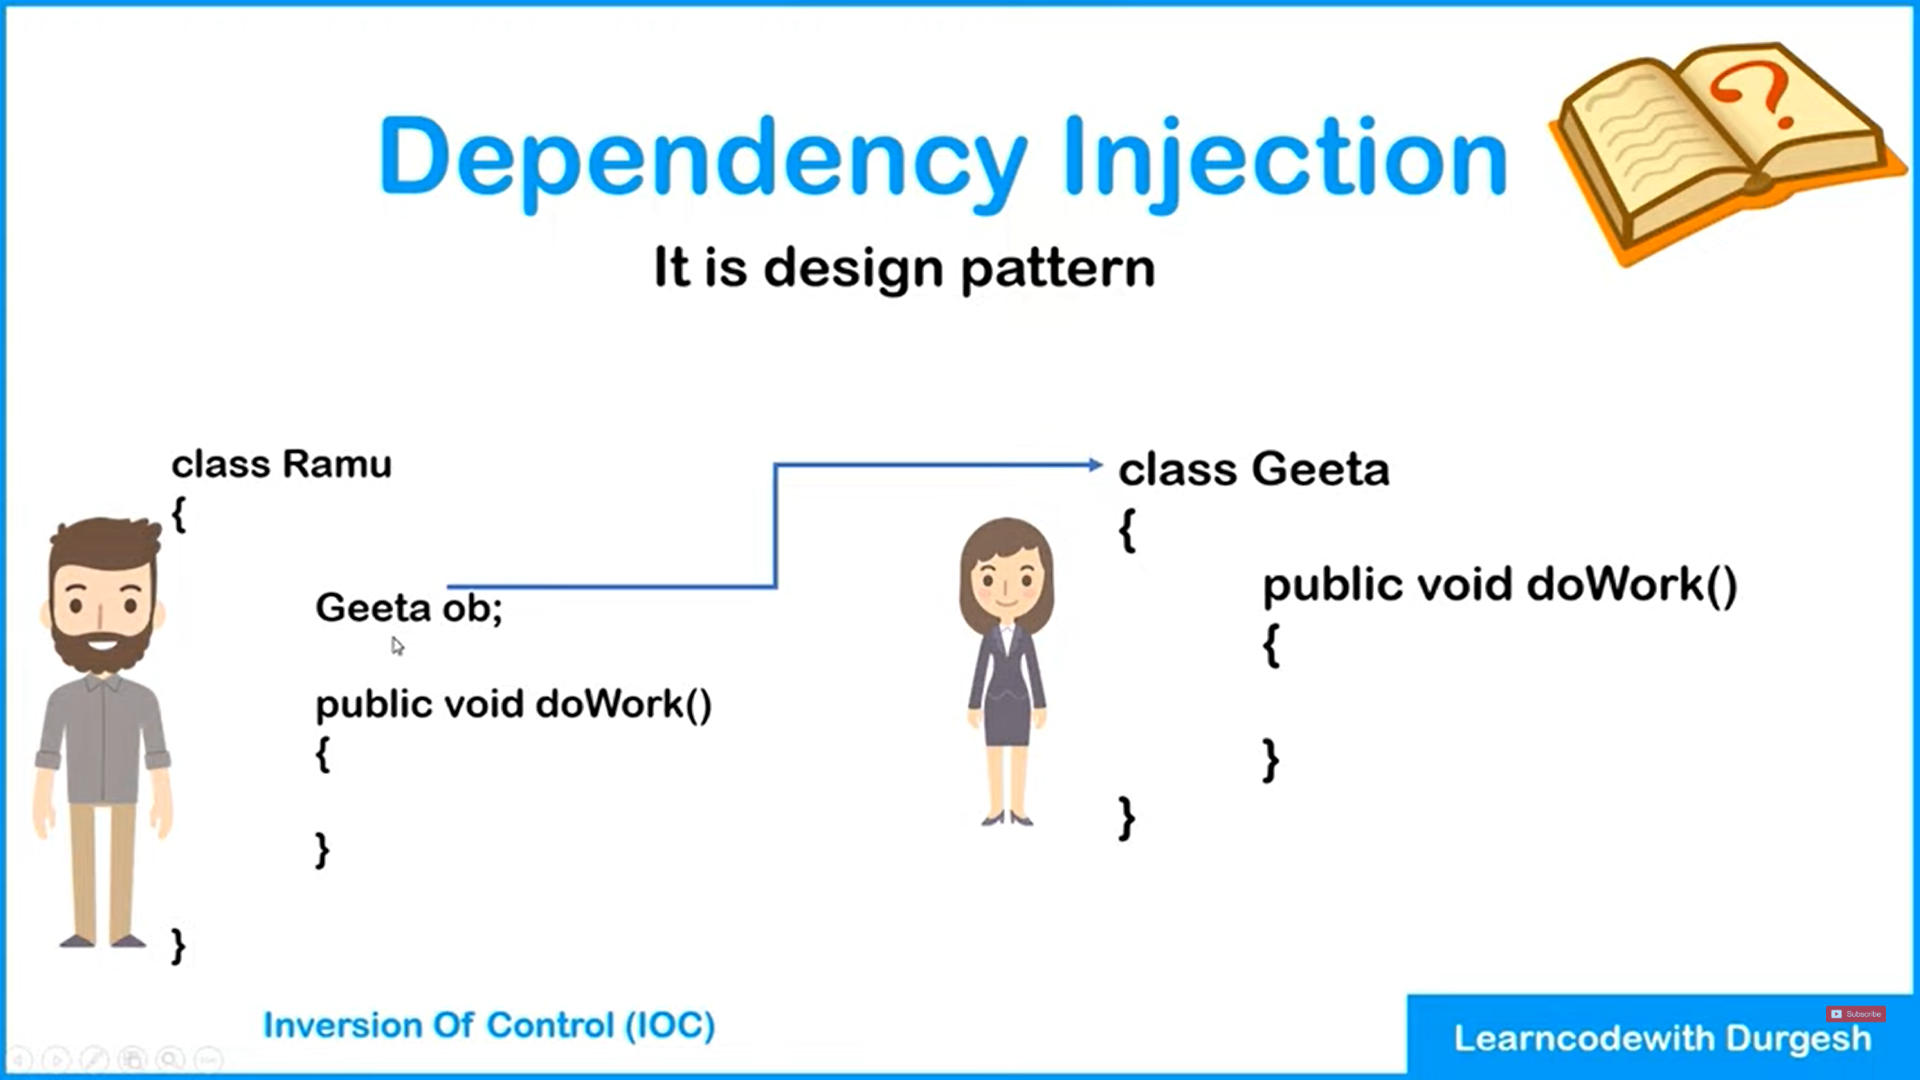 Dependency Injection
It is design pattern
class Ramu
{
Geeta ob;
public void doWork()
{
}
}
class Geeta
{
public void doWork()
{
}
}
Inversion Of Control (IOC)
Subscribe
Learncodewith Durgesh